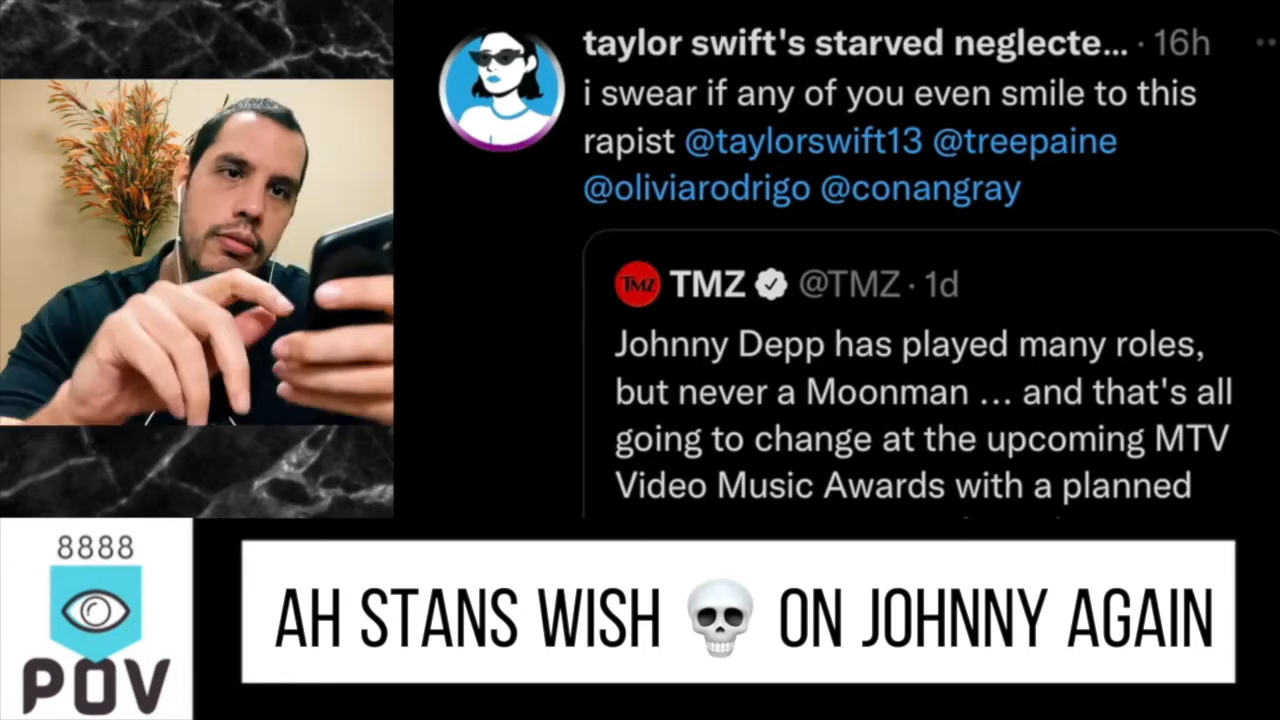 taylor swift's starved neglecte... · 16h
i swear if any of you even smile to this
rapist @taylorswift13 @treepaine
@oliviarodrigo @conangray
TMZ TMZ @TMZ · 1d
Johnny Depp has played many roles,
but never a Moonman ... and that's all
going to change at the upcoming MTV
Video Music Awards with a planned
8888
POV
AH STANS WISH 💀 ON JOHNNY AGAIN